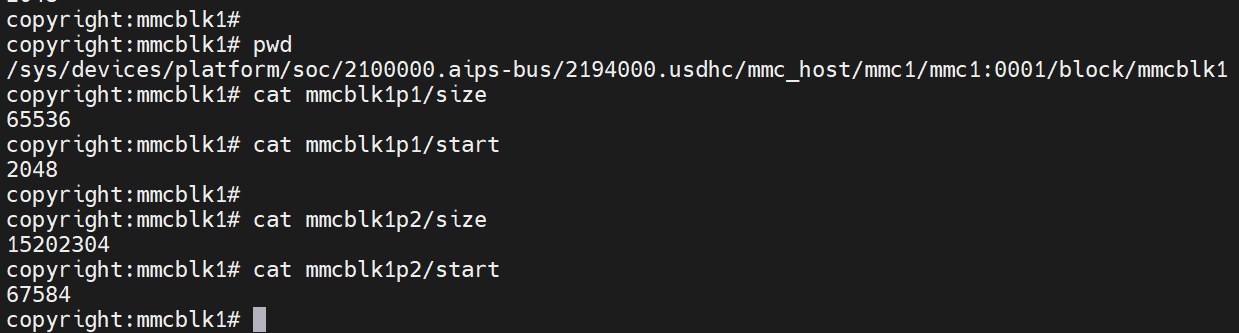 copyright:mmcblk1#
copyright:mmcblk1# pwd
/sys/devices/platform/soc/2100000.aips-bus/2194000.usdhc/mmc_host/mmc1/mmc1:0001/block/mmcblk1
copyright:mmcblk1# cat mmcblk1p1/size
65536
copyright:mmcblk1# cat mmcblk1p1/start
2048
copyright:mmcblk1#
copyright:mmcblk1# cat mmcblk1p2/size
15202304
copyright:mmcblk1# cat mmcblk1p2/start
67584
copyright:mmcblk1#